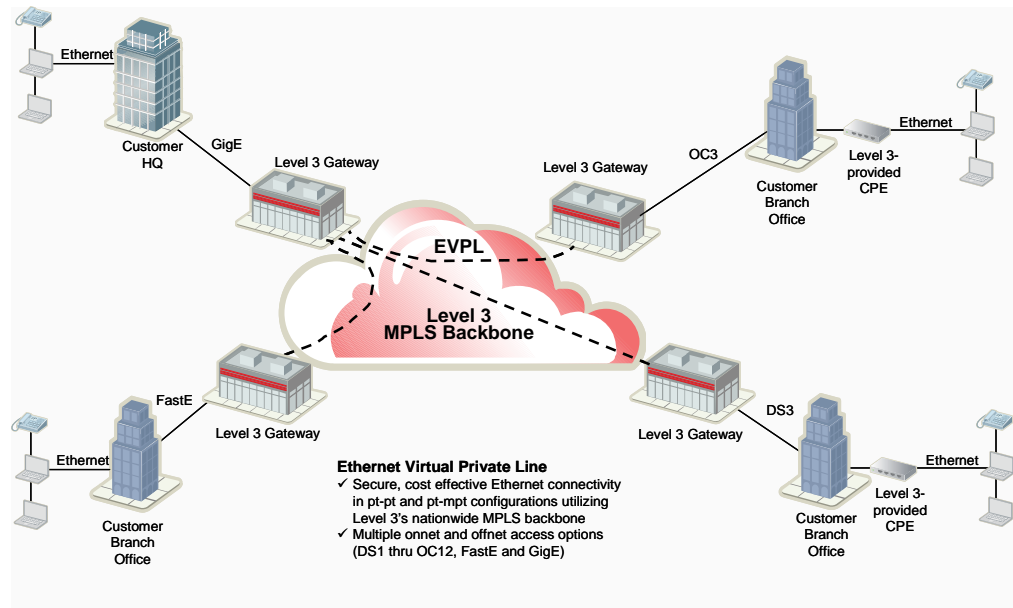 Ethernet
Customer
HQ
GigE
Level 3 Gateway
Level 3 Gateway
OC3
Customer
Branch
Office
Level 3-
provided
CPE
Ethernet
EVPL
Level 3
MPLS Backbone
FastE
Level 3 Gateway
Ethernet
Customer
Branch
Office
Level 3 Gateway
DS3
Customer
Branch
Office
Level 3-
provided
CPE
Ethernet
Ethernet Virtual Private Line
✓ Secure, cost effective Ethernet connectivity
in pt-pt and pt-mpt configurations utilizing
Level 3's nationwide MPLS backbone
✓ Multiple onnet and offnet access options
(DS1 thru OC12, FastE and GigE)